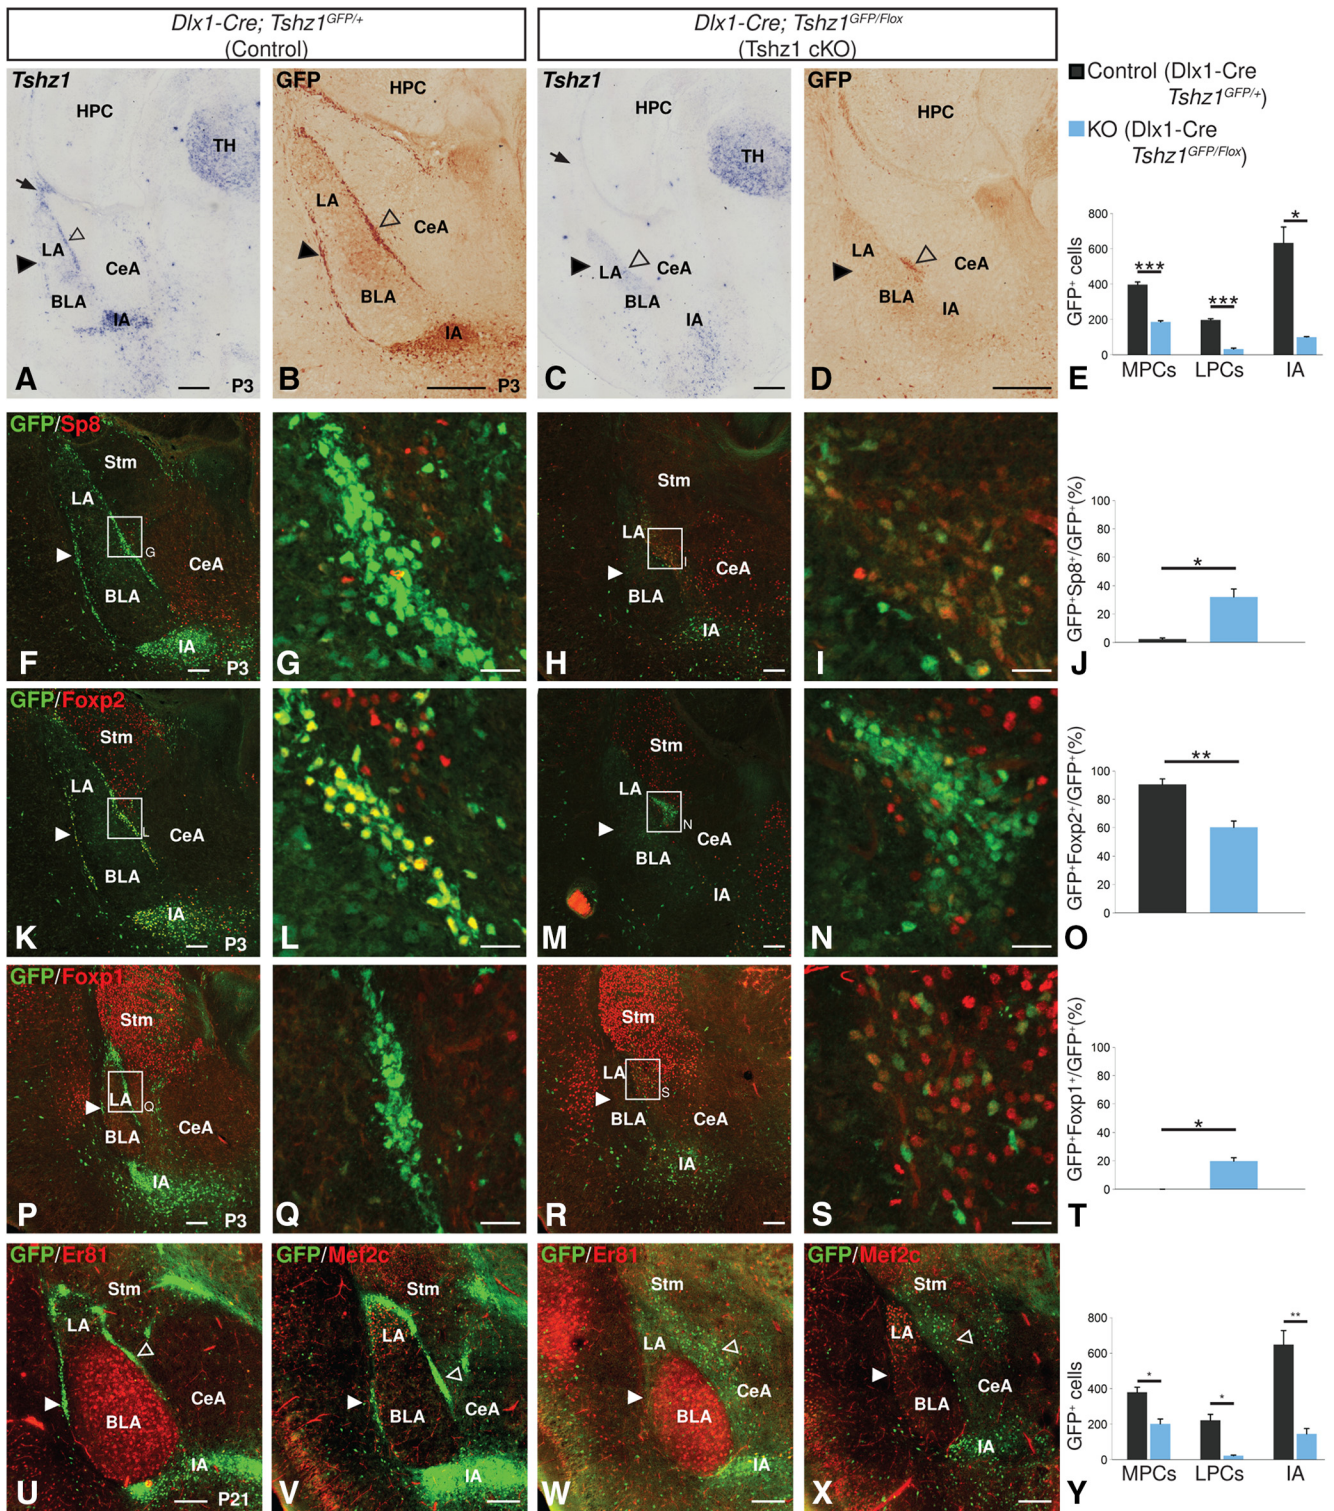 Dlx1-Cre; Tshz1GFP/+
(Control)
Dlx1-Cre; Tshz1GFP/Flox
(Tshz1 cKO)
Tshz1
HPC
TH
LA
CeA
BLA
IA
A
P3
GFP
HPC
LA
CeA
BLA
IA
B
P3
Tshz1
HPC
TH
LA
CeA
BLA
IA
C
GFP
HPC
LA
CeA
BLA
IA
D
Control (Dlx1-Cre
Tshz1GFP/+)
KO (Dlx1-Cre
Tshz1GFP/Flox)
GFP+ cells
800
600
400
200
0
***
***
*
MPCs
LPCs
IA
E
GFP/Sp8
Stm
LA
G
CeA
BLA
IA
F
P3
G
Stm
LA
I
CeA
BLA
IA
H
I
GFP+Sp8+/GFP+(%)
100
80
60
40
20
0
*
J
GFP/Foxp2
Stm
LA
L
CeA
BLA
IA
K
P3
L
Stm
LA
N
CeA
BLA
IA
M
N
GFP+Foxp2+/GFP+(%)
100
80
60
40
20
0
**
O
GFP/Foxp1
Stm
LA
Q
CeA
BLA
IA
P
P3
Q
Stm
LA
S
BLA
CeA
IA
R
S
GFP+Foxp1+/GFP+(%)
100
80
60
40
20
0
*
T
GFP/Er81
Stm
LA
CeA
BLA
IA
U
P21
GFP/Mef2c
Stm
LA
CeA
BLA
IA
V
GFP/Er81
Stm
LA
CeA
BLA
IA
W
GFP/Mef2c
Stm
LA
CeA
BLA
IA
X
GFP+ cells
800
600
400
200
0
*
*
**
MPCs
LPCs
IA
Y